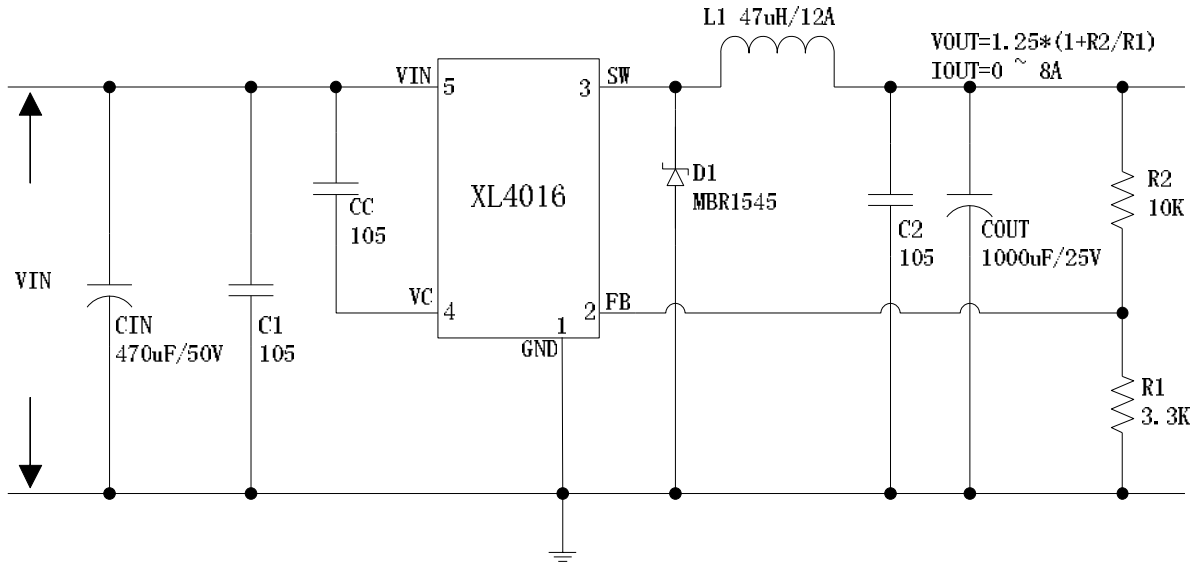 L1 47uH/12A
VOUT=1.25*(1+R2/R1)
IOUT=0 ~ 8A
VIN
5
3
SW
XL4016
CC
105
D1
MBR1545
C2
105
COUT
1000uF/25V
R2
10K
VIN
VC
4
2
FB
1
GND
CIN
470uF/50V
C1
105
R1
3.3K